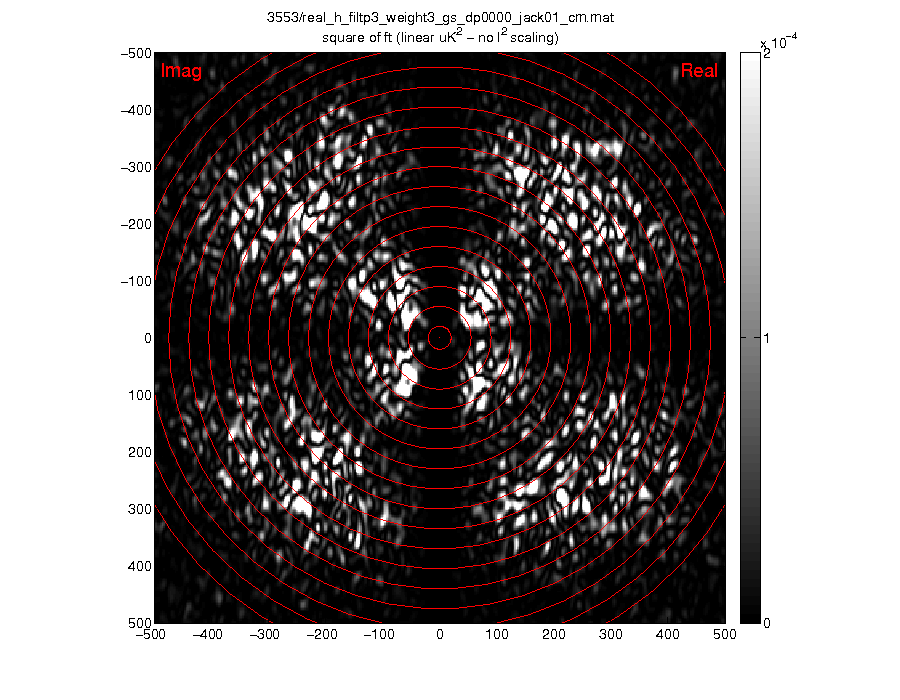 3553/real_h_filtp3_weight3_gs_dp0000_jack01_cm.mat
square of ft (linear uK² – no l² scaling)
Imag
Real
x 10⁻⁴
−500
−400
−300
−200
−100
0
100
200
300
400
500
−500 −400 −300 −200 −100 0 100 200 300 400 500
2
1
0